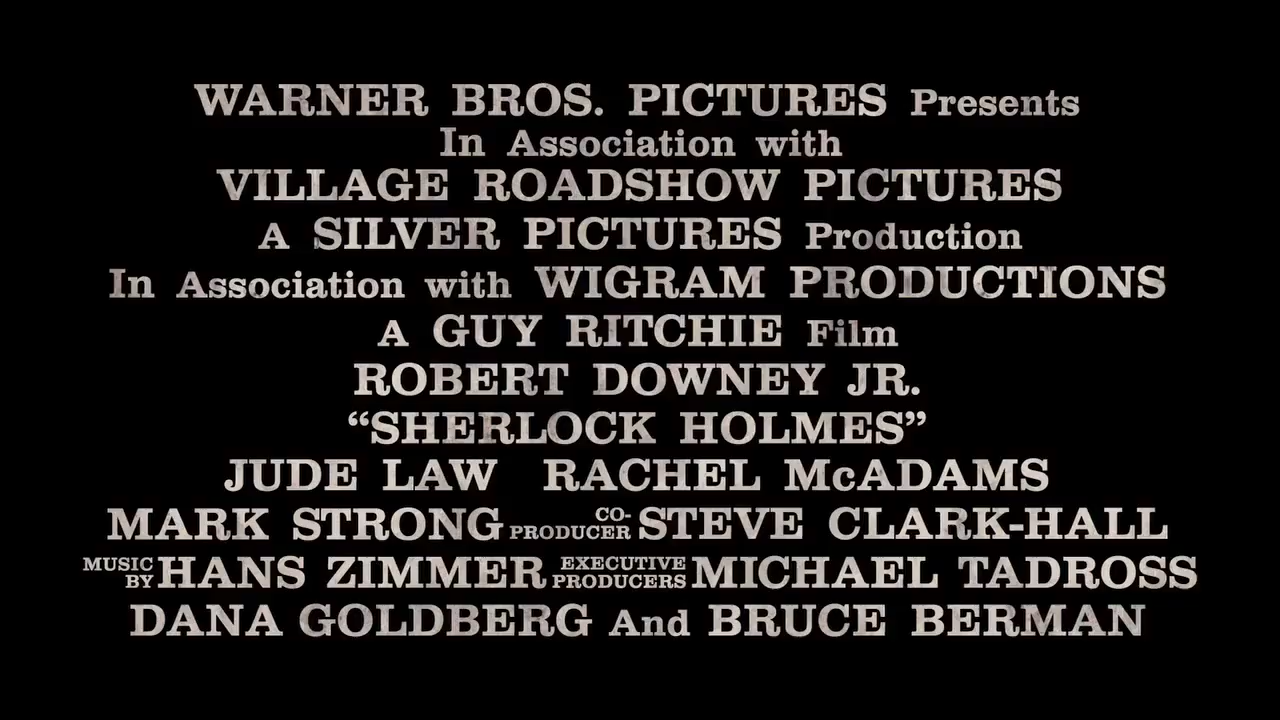 WARNER BROS. PICTURES Presents
In Association with
VILLAGE ROADSHOW PICTURES
A SILVER PICTURES Production
In Association with WIGRAM PRODUCTIONS
A GUY RITCHIE Film
ROBERT DOWNEY JR.
“SHERLOCK HOLMES”
JUDE LAW RACHEL McADAMS
MARK STRONG CO-PRODUCER STEVE CLARK-HALL
MUSIC BY HANS ZIMMER EXECUTIVE PRODUCERS MICHAEL TADROSS
DANA GOLDBERG And BRUCE BERMAN